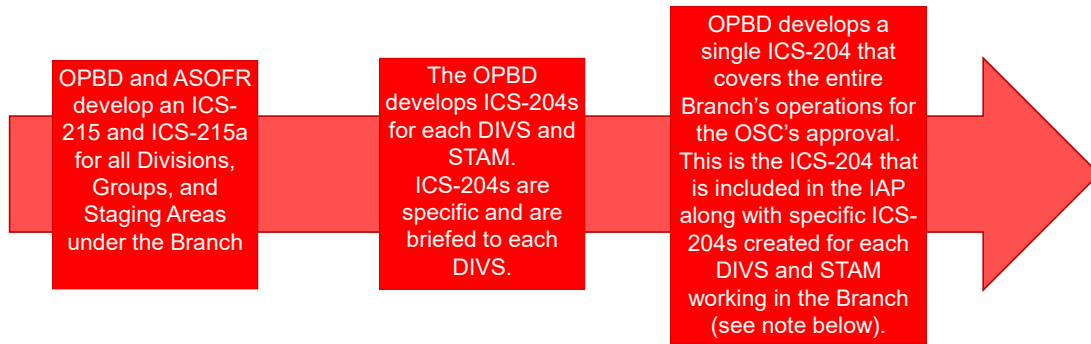 OPBD and ASOFR
develop an ICS-
215 and ICS-215a
for all Divisions,
Groups, and
Staging Areas
under the Branch
The OPBD
develops ICS-204s
for each DIVS and
STAM.
ICS-204s are
specific and are
briefed to each
DIVS.
OPBD develops a
single ICS-204 that
covers the entire
Branch’s operations for
the OSC’s approval.
This is the ICS-204 that
is included in the IAP
along with specific ICS-
204s created for each
DIVS and STAM
working in the Branch
(see note below).